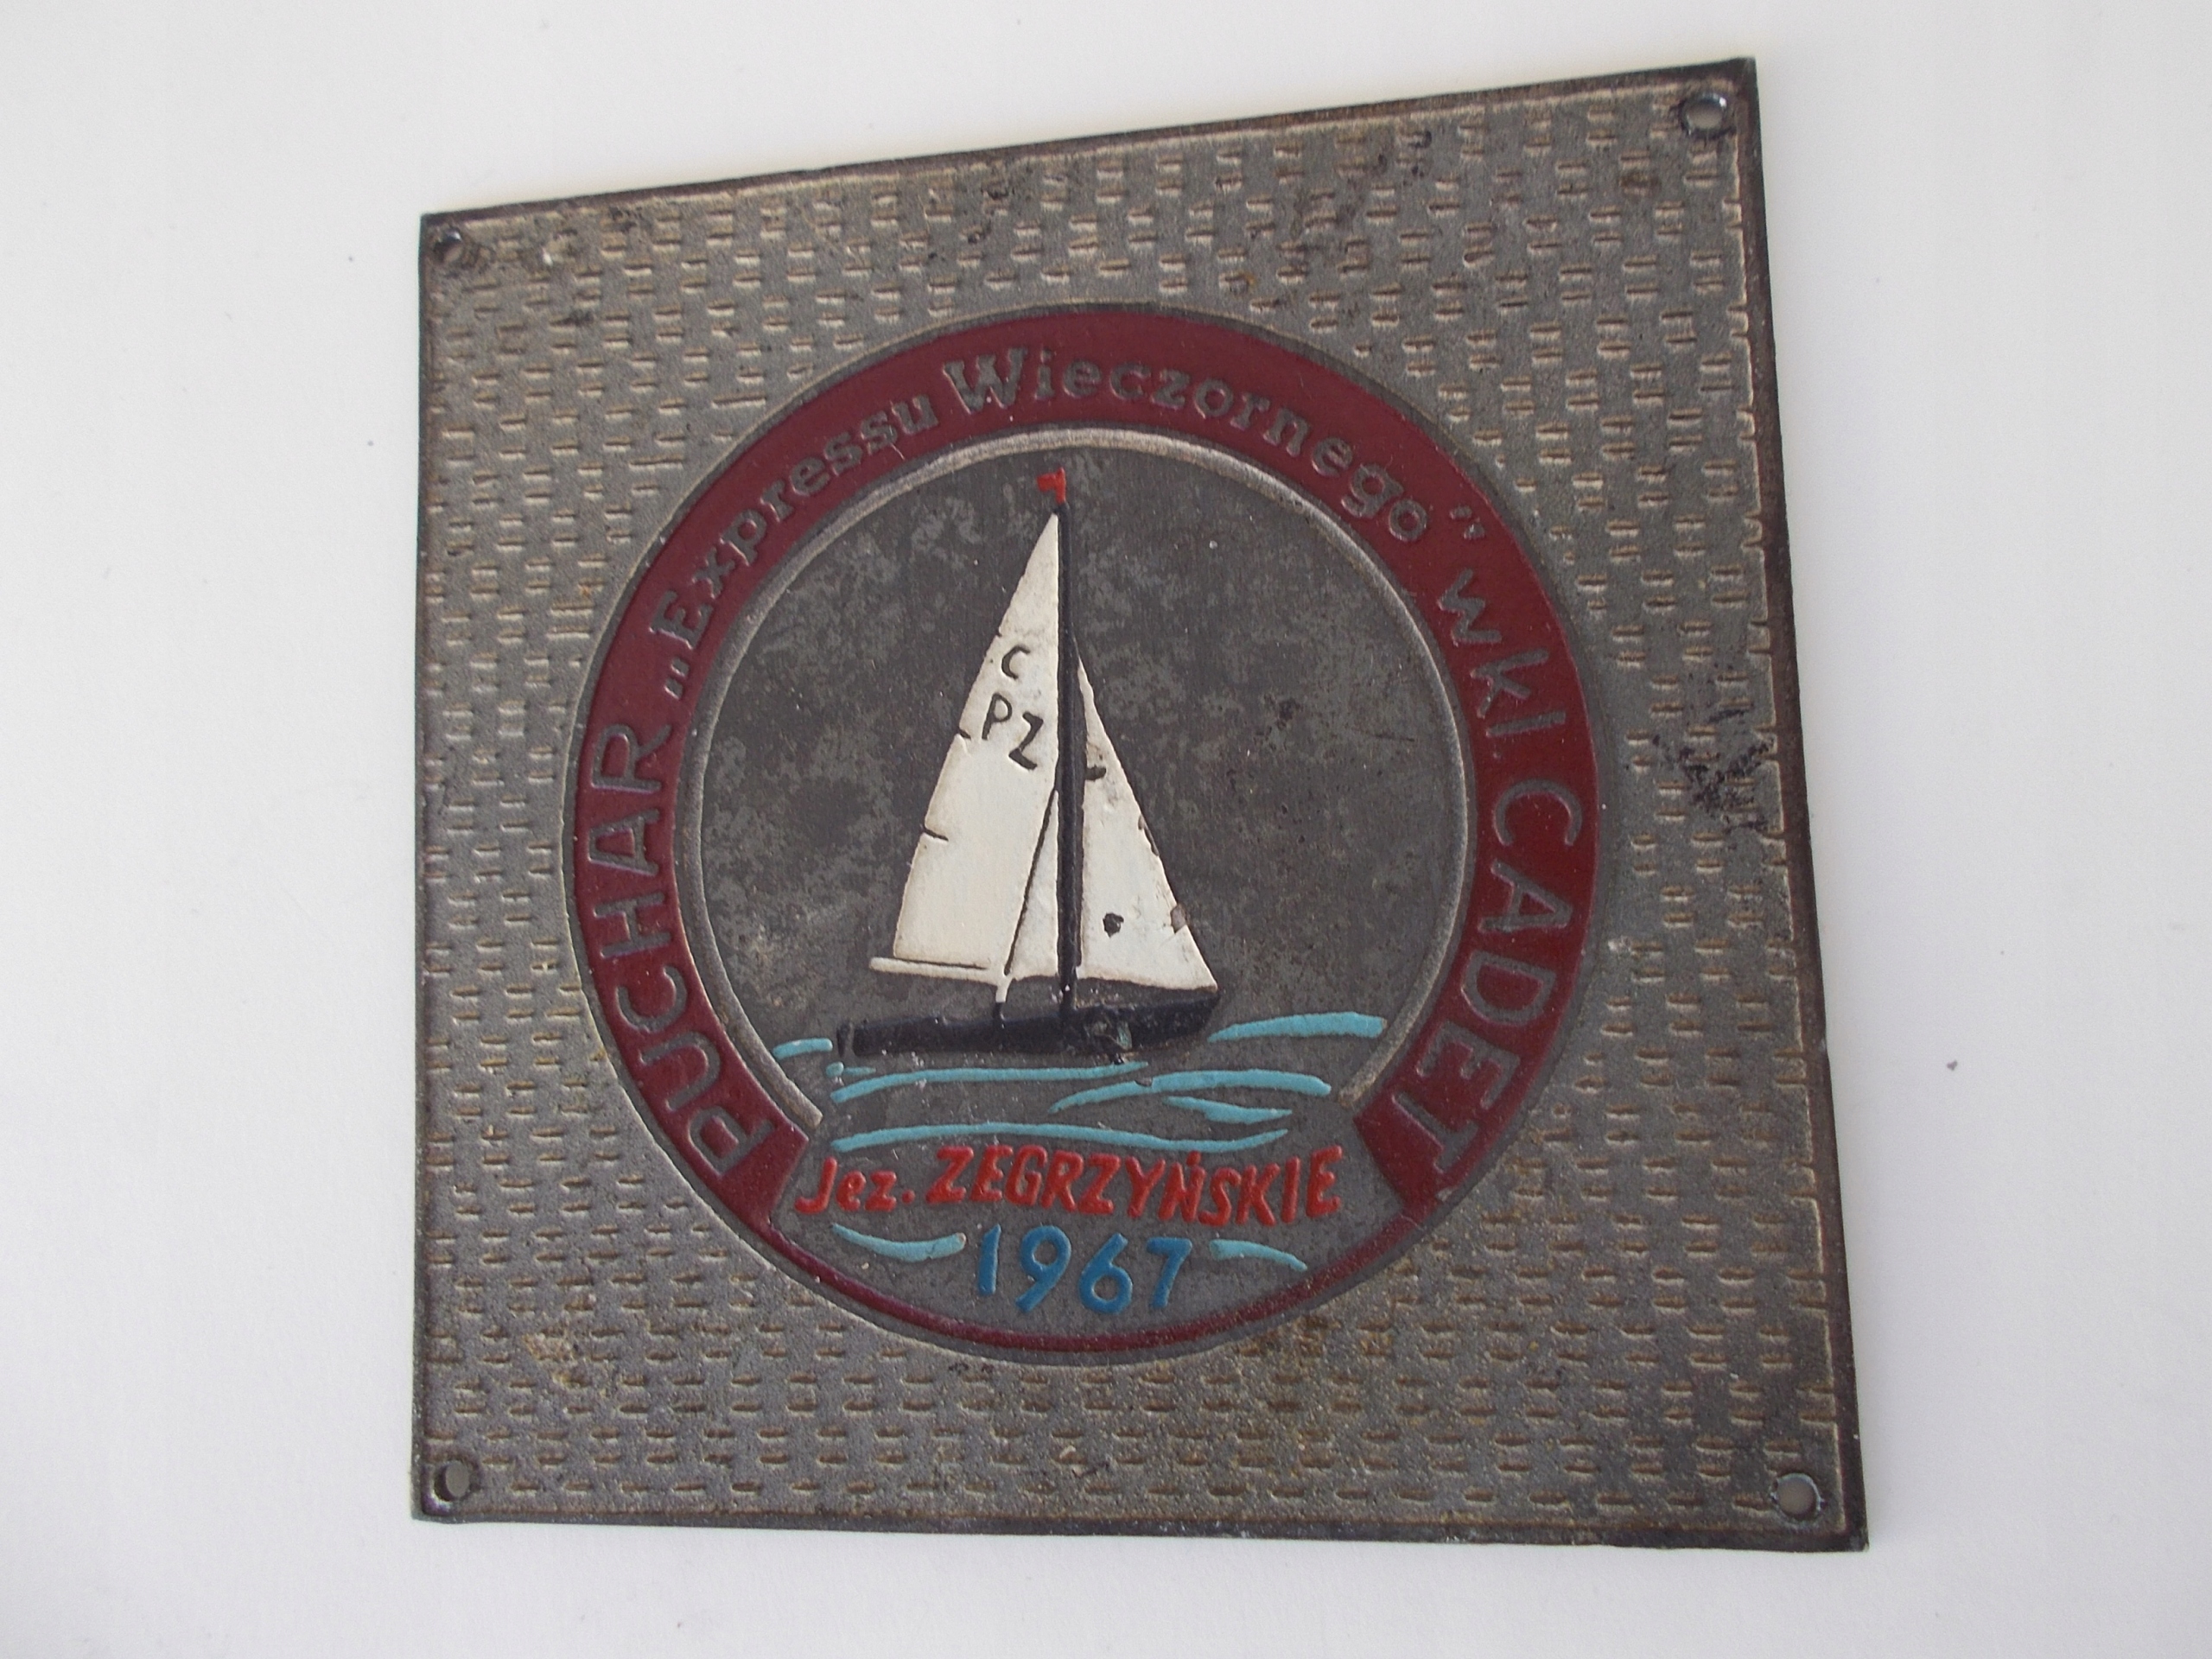 PUCHAR „Expressu Wieczornego” w kl. CADET
C
PZ
Jez. ZEGRZYŃSKIE
1967